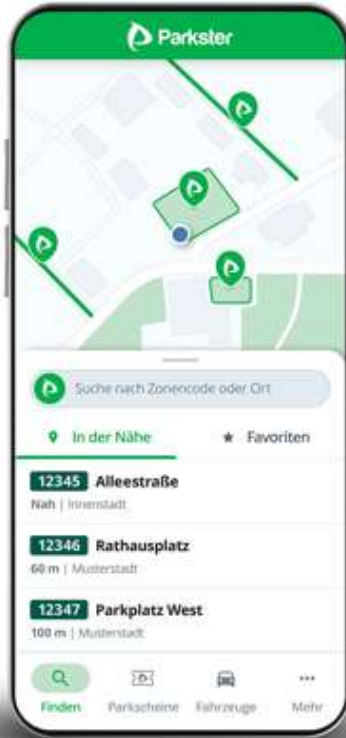 Parkster
Suche nach Zonencode oder Ort
In der Nähe
Favoriten
12345 Alleestraße
Nah | Innenstadt
12346 Rathausplatz
60 m | Musterstadt
12347 Parkplatz West
100 m | Musterstadt
Finden Parkscheine Fahrzeuge Mehr